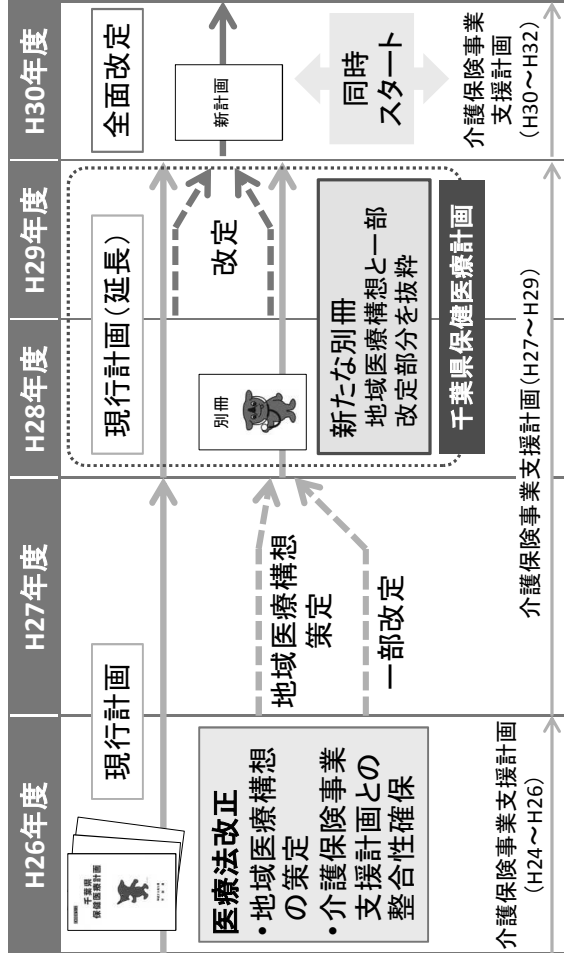 H26年度
H27年度
H28年度
H29年度
H30年度
千葉県
保健医療計画
現行計画
現行計画(延長)
全面改定
医療法改正
・地域医療構想
の策定
・介護保険事業
支援計画との
整合性確保
地域医療構想
策定
一部改定
別冊
改定
新計画
新たな別冊
地域医療構想と一部
改定部分を抜粋
千葉県保健医療計画
同時
スタート
介護保険事業支援計画
(H24~H26)
介護保険事業支援計画(H27~H29)
介護保険事業
支援計画
(H30~H32)